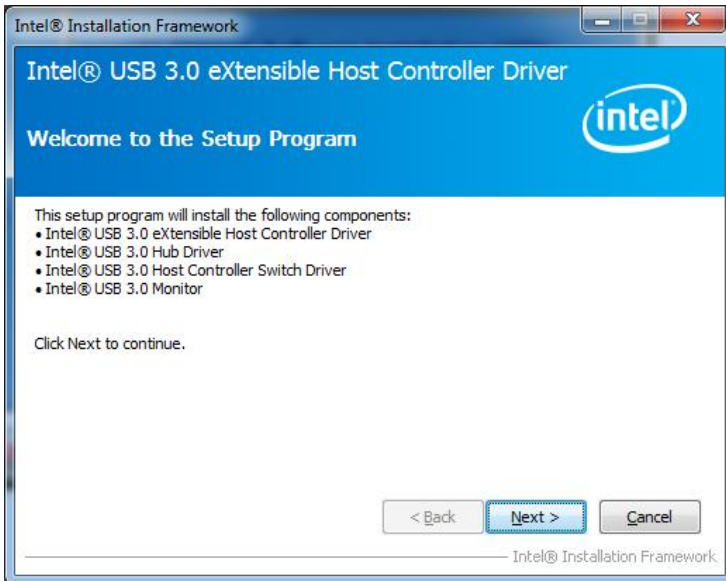 Intel® Installation Framework
Intel® USB 3.0 eXtensible Host Controller Driver
intel
Welcome to the Setup Program
This setup program will install the following components:
• Intel® USB 3.0 eXtensible Host Controller Driver
• Intel® USB 3.0 Hub Driver
• Intel® USB 3.0 Host Controller Switch Driver
• Intel® USB 3.0 Monitor
Click Next to continue.
< Back Next > Cancel
Intel® Installation Framework